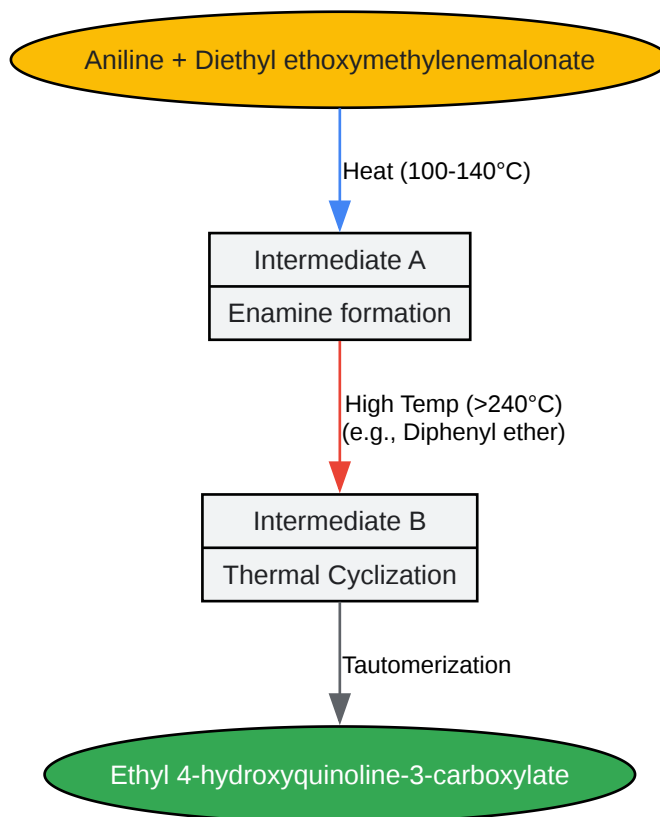 Aniline + Diethyl ethoxymethylenemalonate
Heat (100-140°C)
Intermediate A
Enamine formation
High Temp (>240°C)
(e.g., Diphenyl ether)
Intermediate B
Thermal Cyclization
Tautomerization
Ethyl 4-hydroxyquinoline-3-carboxylate